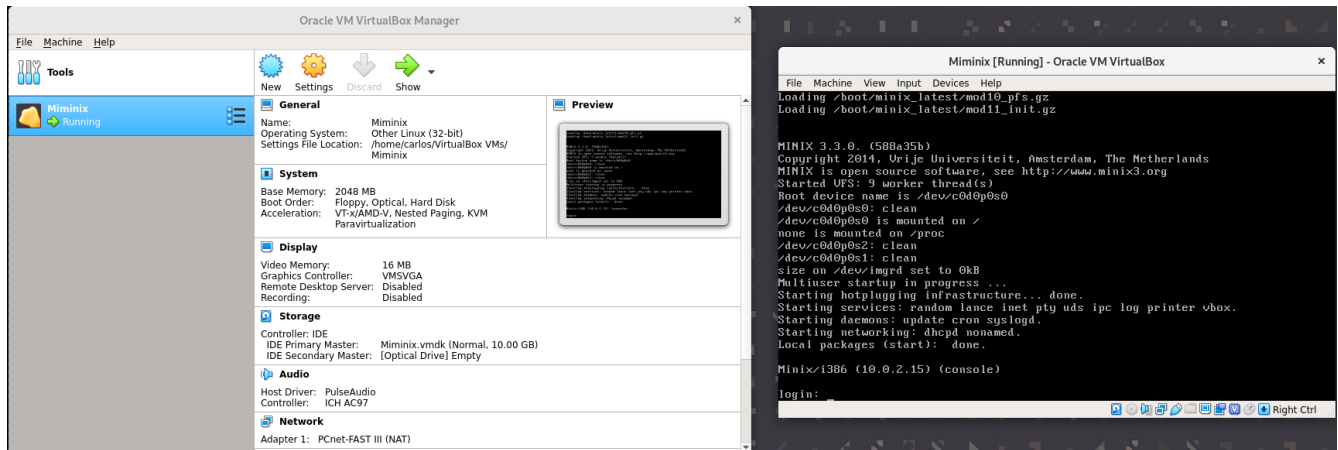 Oracle VM VirtualBox Manager
File Machine Help
Tools
New Settings Discard Show
Miminix
Running
General
Name: Miminix
Operating System: Other Linux (32-bit)
Settings File Location: /home/carlos/VirtualBox VMs/
Miminix
System
Base Memory: 2048 MB
Boot Order: Floppy, Optical, Hard Disk
Acceleration: VT-x/AMD-V, Nested Paging, KVM
Paravirtualization
Display
Video Memory: 16 MB
Graphics Controller: VMSVGA
Remote Desktop Server: Disabled
Recording: Disabled
Storage
Controller: IDE
IDE Primary Master: Miminix.vmdk (Normal, 10.00 GB)
IDE Secondary Master: [Optical Drive] Empty
Audio
Host Driver: PulseAudio
Controller: ICH AC97
Network
Adapter 1: PCnet-FAST III (NAT)
Preview
Miminix [Running] - Oracle VM VirtualBox
File Machine View Input Devices Help
Loading /boot/minix_latest/mod10_pfs.gz
Loading /boot/minix_latest/mod11_init.gz
MINIX 3.3.0. (588a35b)
Copyright 2014, Vrije Universiteit, Amsterdam, The Netherlands
MINIX is open source software, see http://www.minix3.org
Started VFS: 9 worker thread(s)
Root device name is /dev/c0d0p0s0
/dev/c0d0p0s0: clean
/dev/c0d0p0s0 is mounted on /
none is mounted on /proc
/dev/c0d0p0s2: clean
/dev/c0d0p0s1: clean
size on /dev/imgrd set to 0kB
Multiuser startup in progress ...
Starting hotplugging infrastructure... done.
Starting services: random lance inet pty uds ipc log printer vbox.
Starting daemons: update cron syslogd.
Starting networking: dhcpd nonamed.
Local packages (start): done.
Minix/i386 (10.0.2.15) (console)
login: _
Right Ctrl